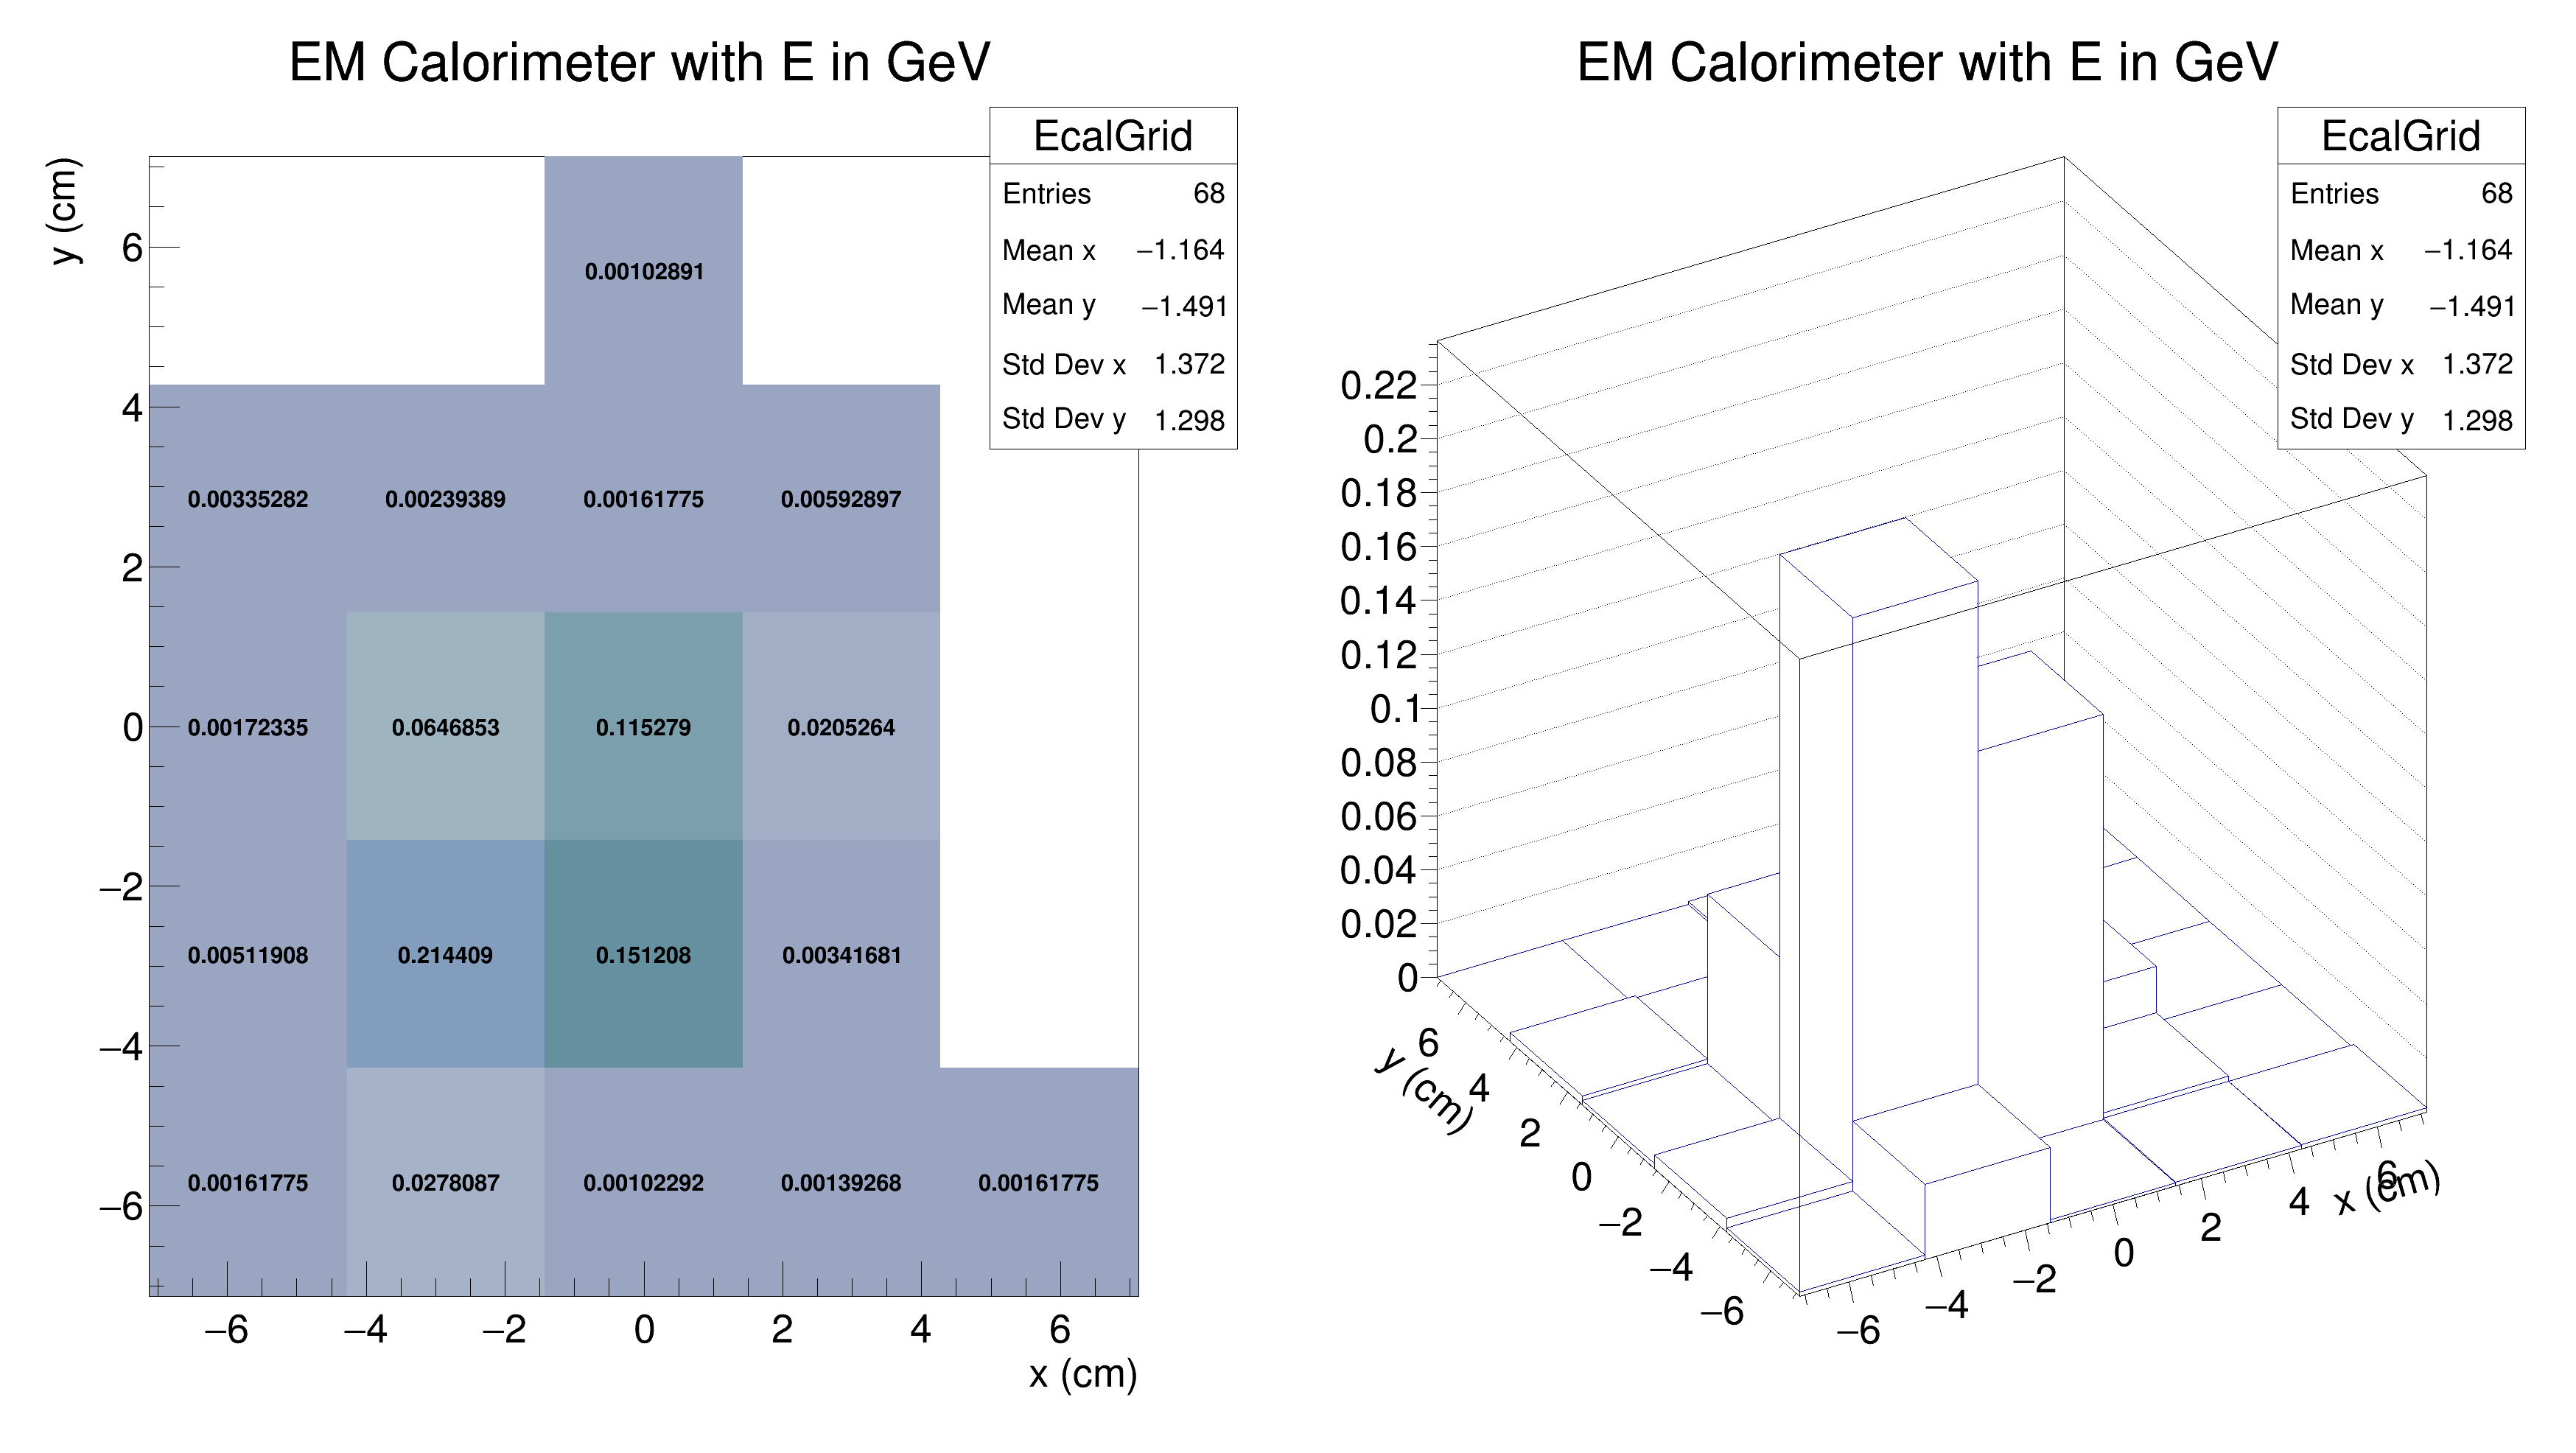 EM Calorimeter with E in GeV
EcalGrid
Entries 68
Mean x −1.164
Mean y −1.491
Std Dev x 1.372
Std Dev y 1.298
y (cm)
6
4
2
0
−2
−4
−6
0.00102891
0.00335282 0.00239389 0.00161775 0.00592897
0.00172335 0.0646853 0.115279 0.0205264
0.00511908 0.214409 0.151208 0.00341681
0.00161775 0.0278087 0.00102292 0.00139268 0.00161775
−6 −4 −2 0 2 4 6
x (cm)
EM Calorimeter with E in GeV
EcalGrid
Entries 68
Mean x −1.164
Mean y −1.491
Std Dev x 1.372
Std Dev y 1.298
0.22
0.2
0.18
0.16
0.14
0.12
0.1
0.08
0.06
0.04
0.02
0
y (cm)
6
4
2
0
−2
−4
−6
−6
−4
−2
0
2
4
6
x (cm)